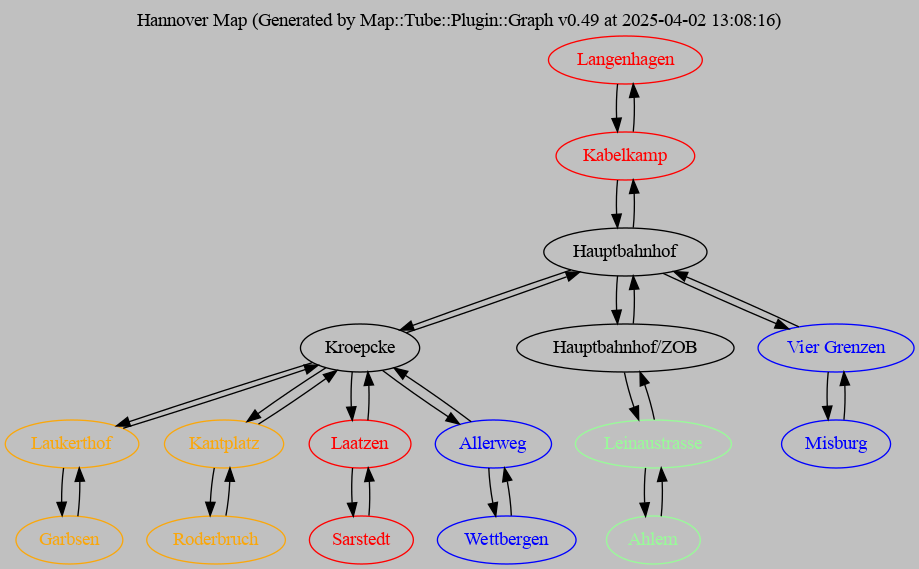 Hannover Map (Generated by Map::Tube::Plugin::Graph v0.49 at 2025-04-02 13:08:16)
Langenhagen
Kabelkamp
Hauptbahnhof
Kroepcke
Hauptbahnhof/ZOB
Vier Grenzen
Laukerthof
Kantplatz
Laatzen
Allerweg
Leinaustrasse
Misburg
Garbsen
Roderbruch
Sarstedt
Wettbergen
Ahlem